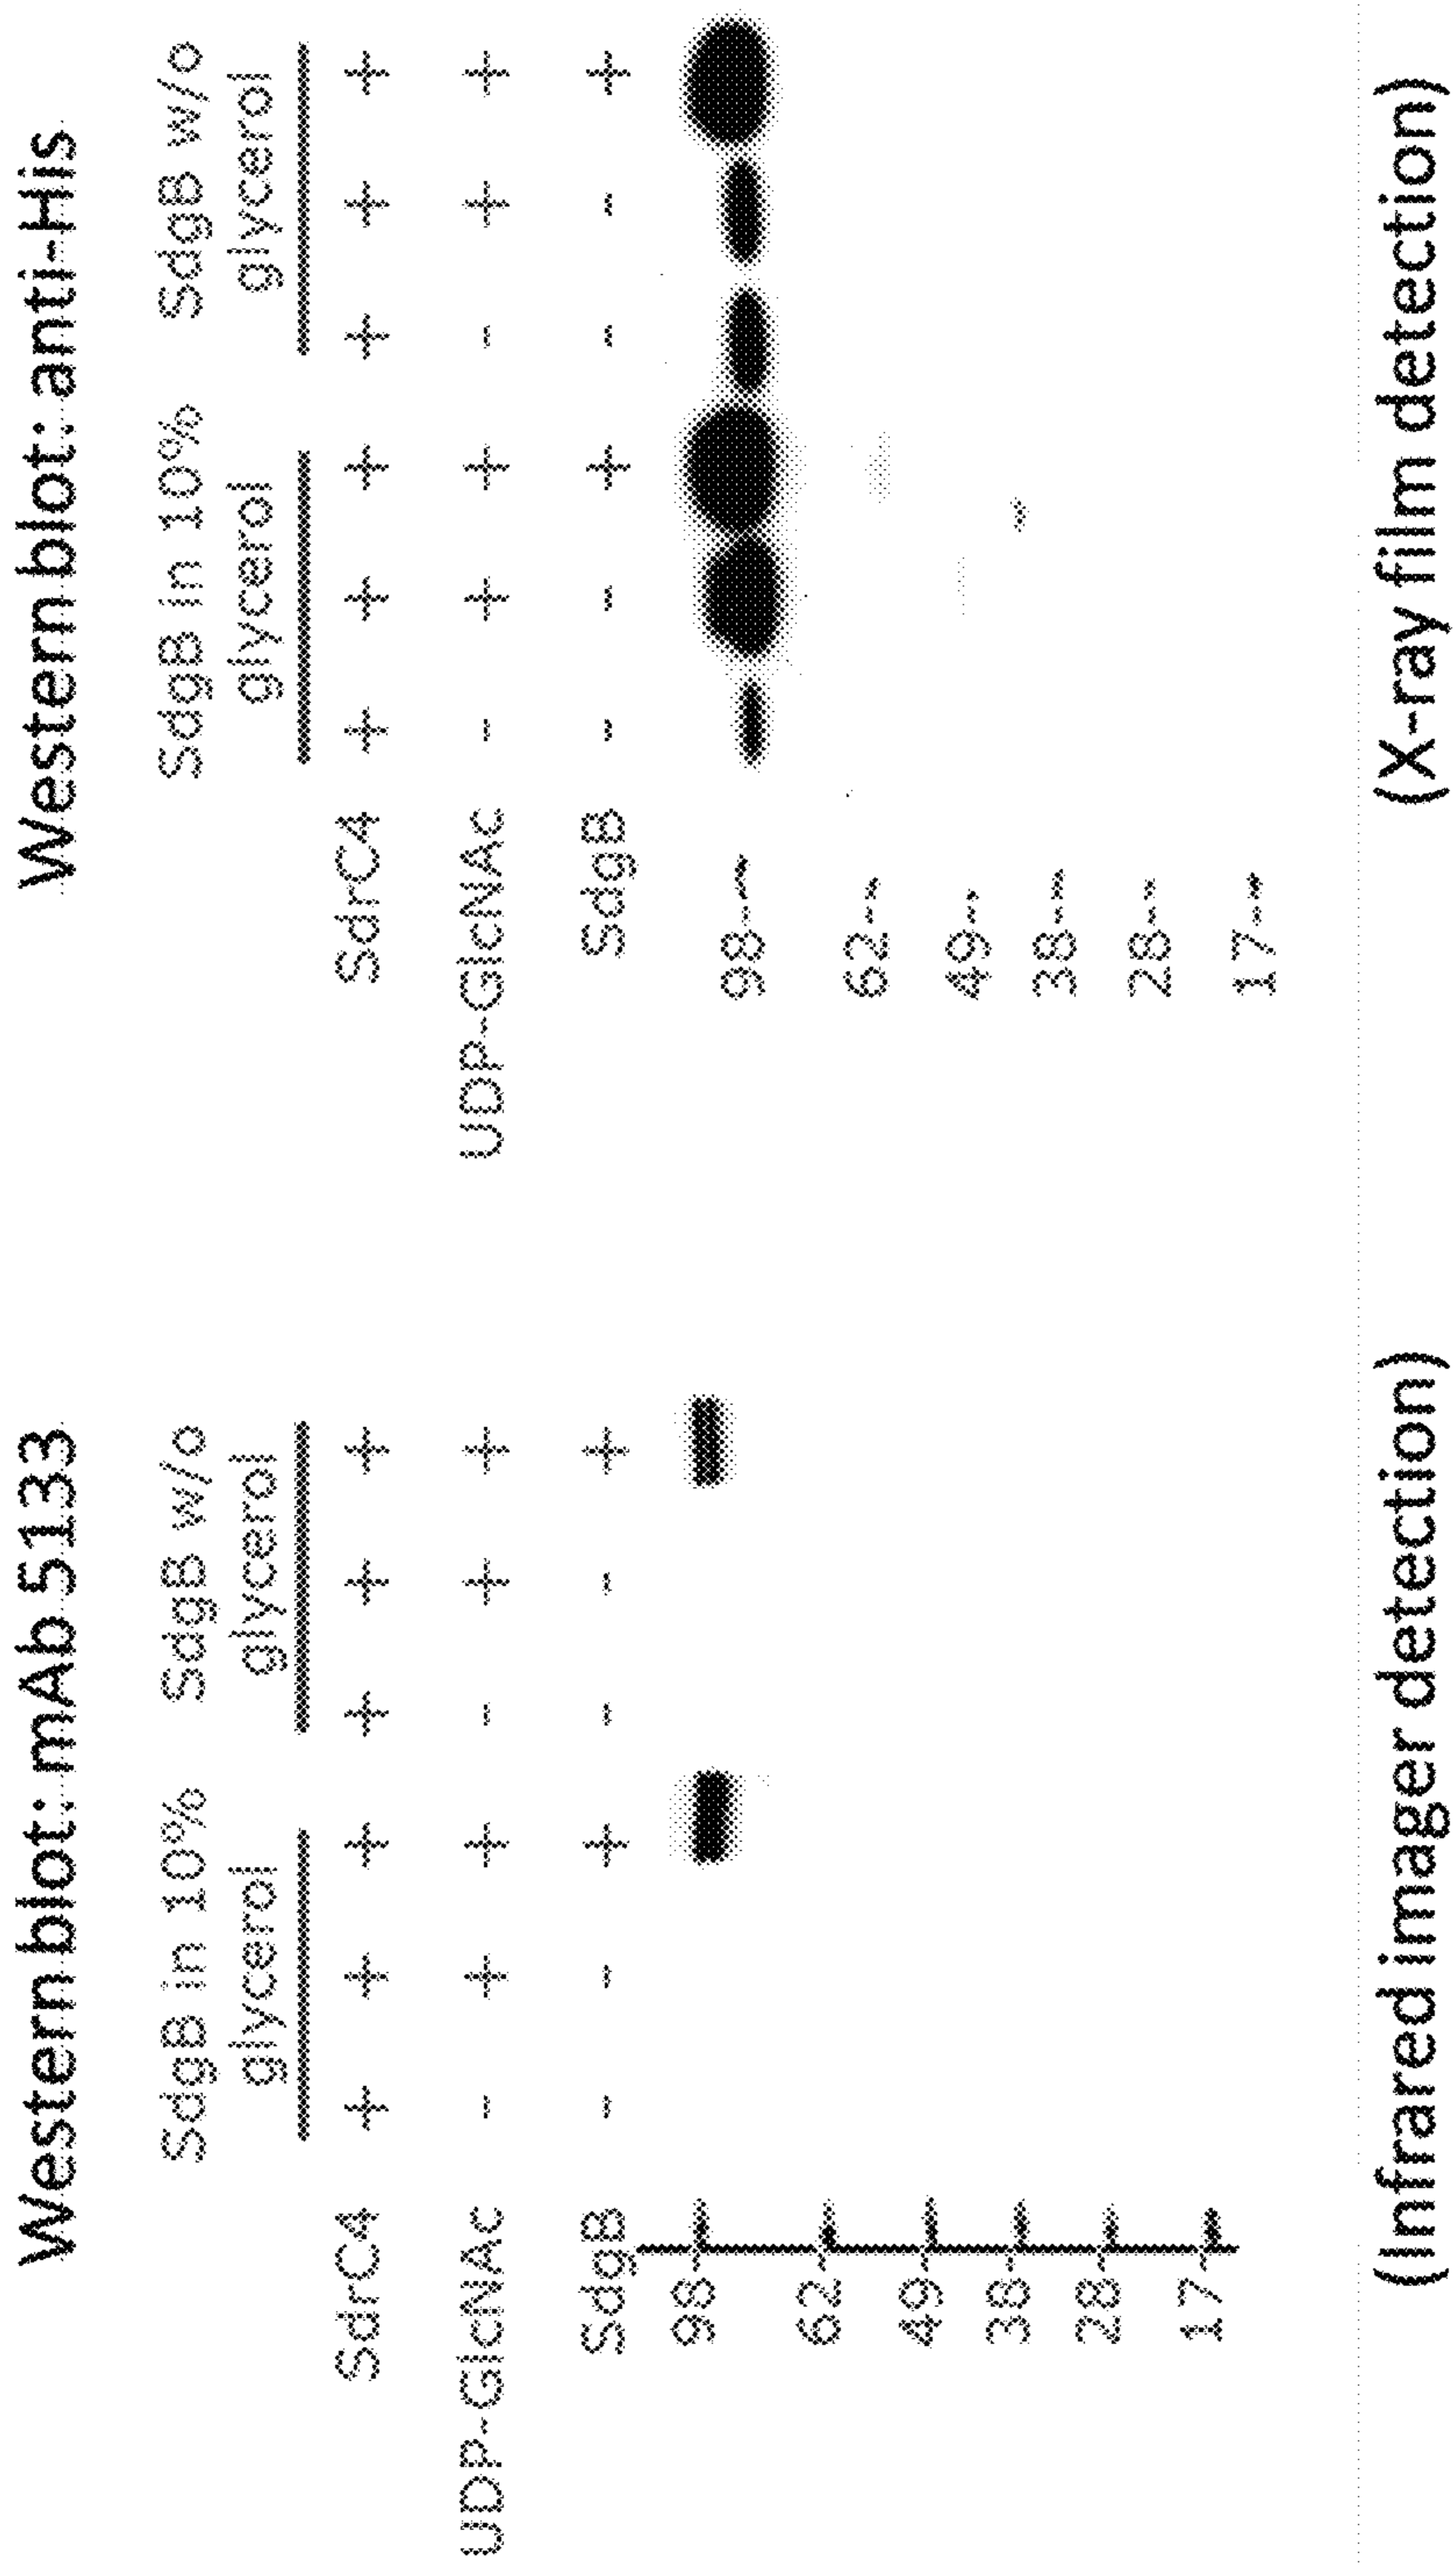 Western blot: mAb 5133
SdgB in 10% glycerol
SdgB w/o glycerol
SdrC4 + + + + + +
UDP-GlcNAc - + + - + +
SdgB - - + - - +
98
62
49
38
28
17
(Infrared imager detection)
Western blot: anti-His
SdgB in 10% glycerol
SdgB w/o glycerol
SdrC4 + + + + + +
UDP-GlcNAc - + + - + +
SdgB - - + - - +
98
62
49
38
28
17
(X-ray film detection)